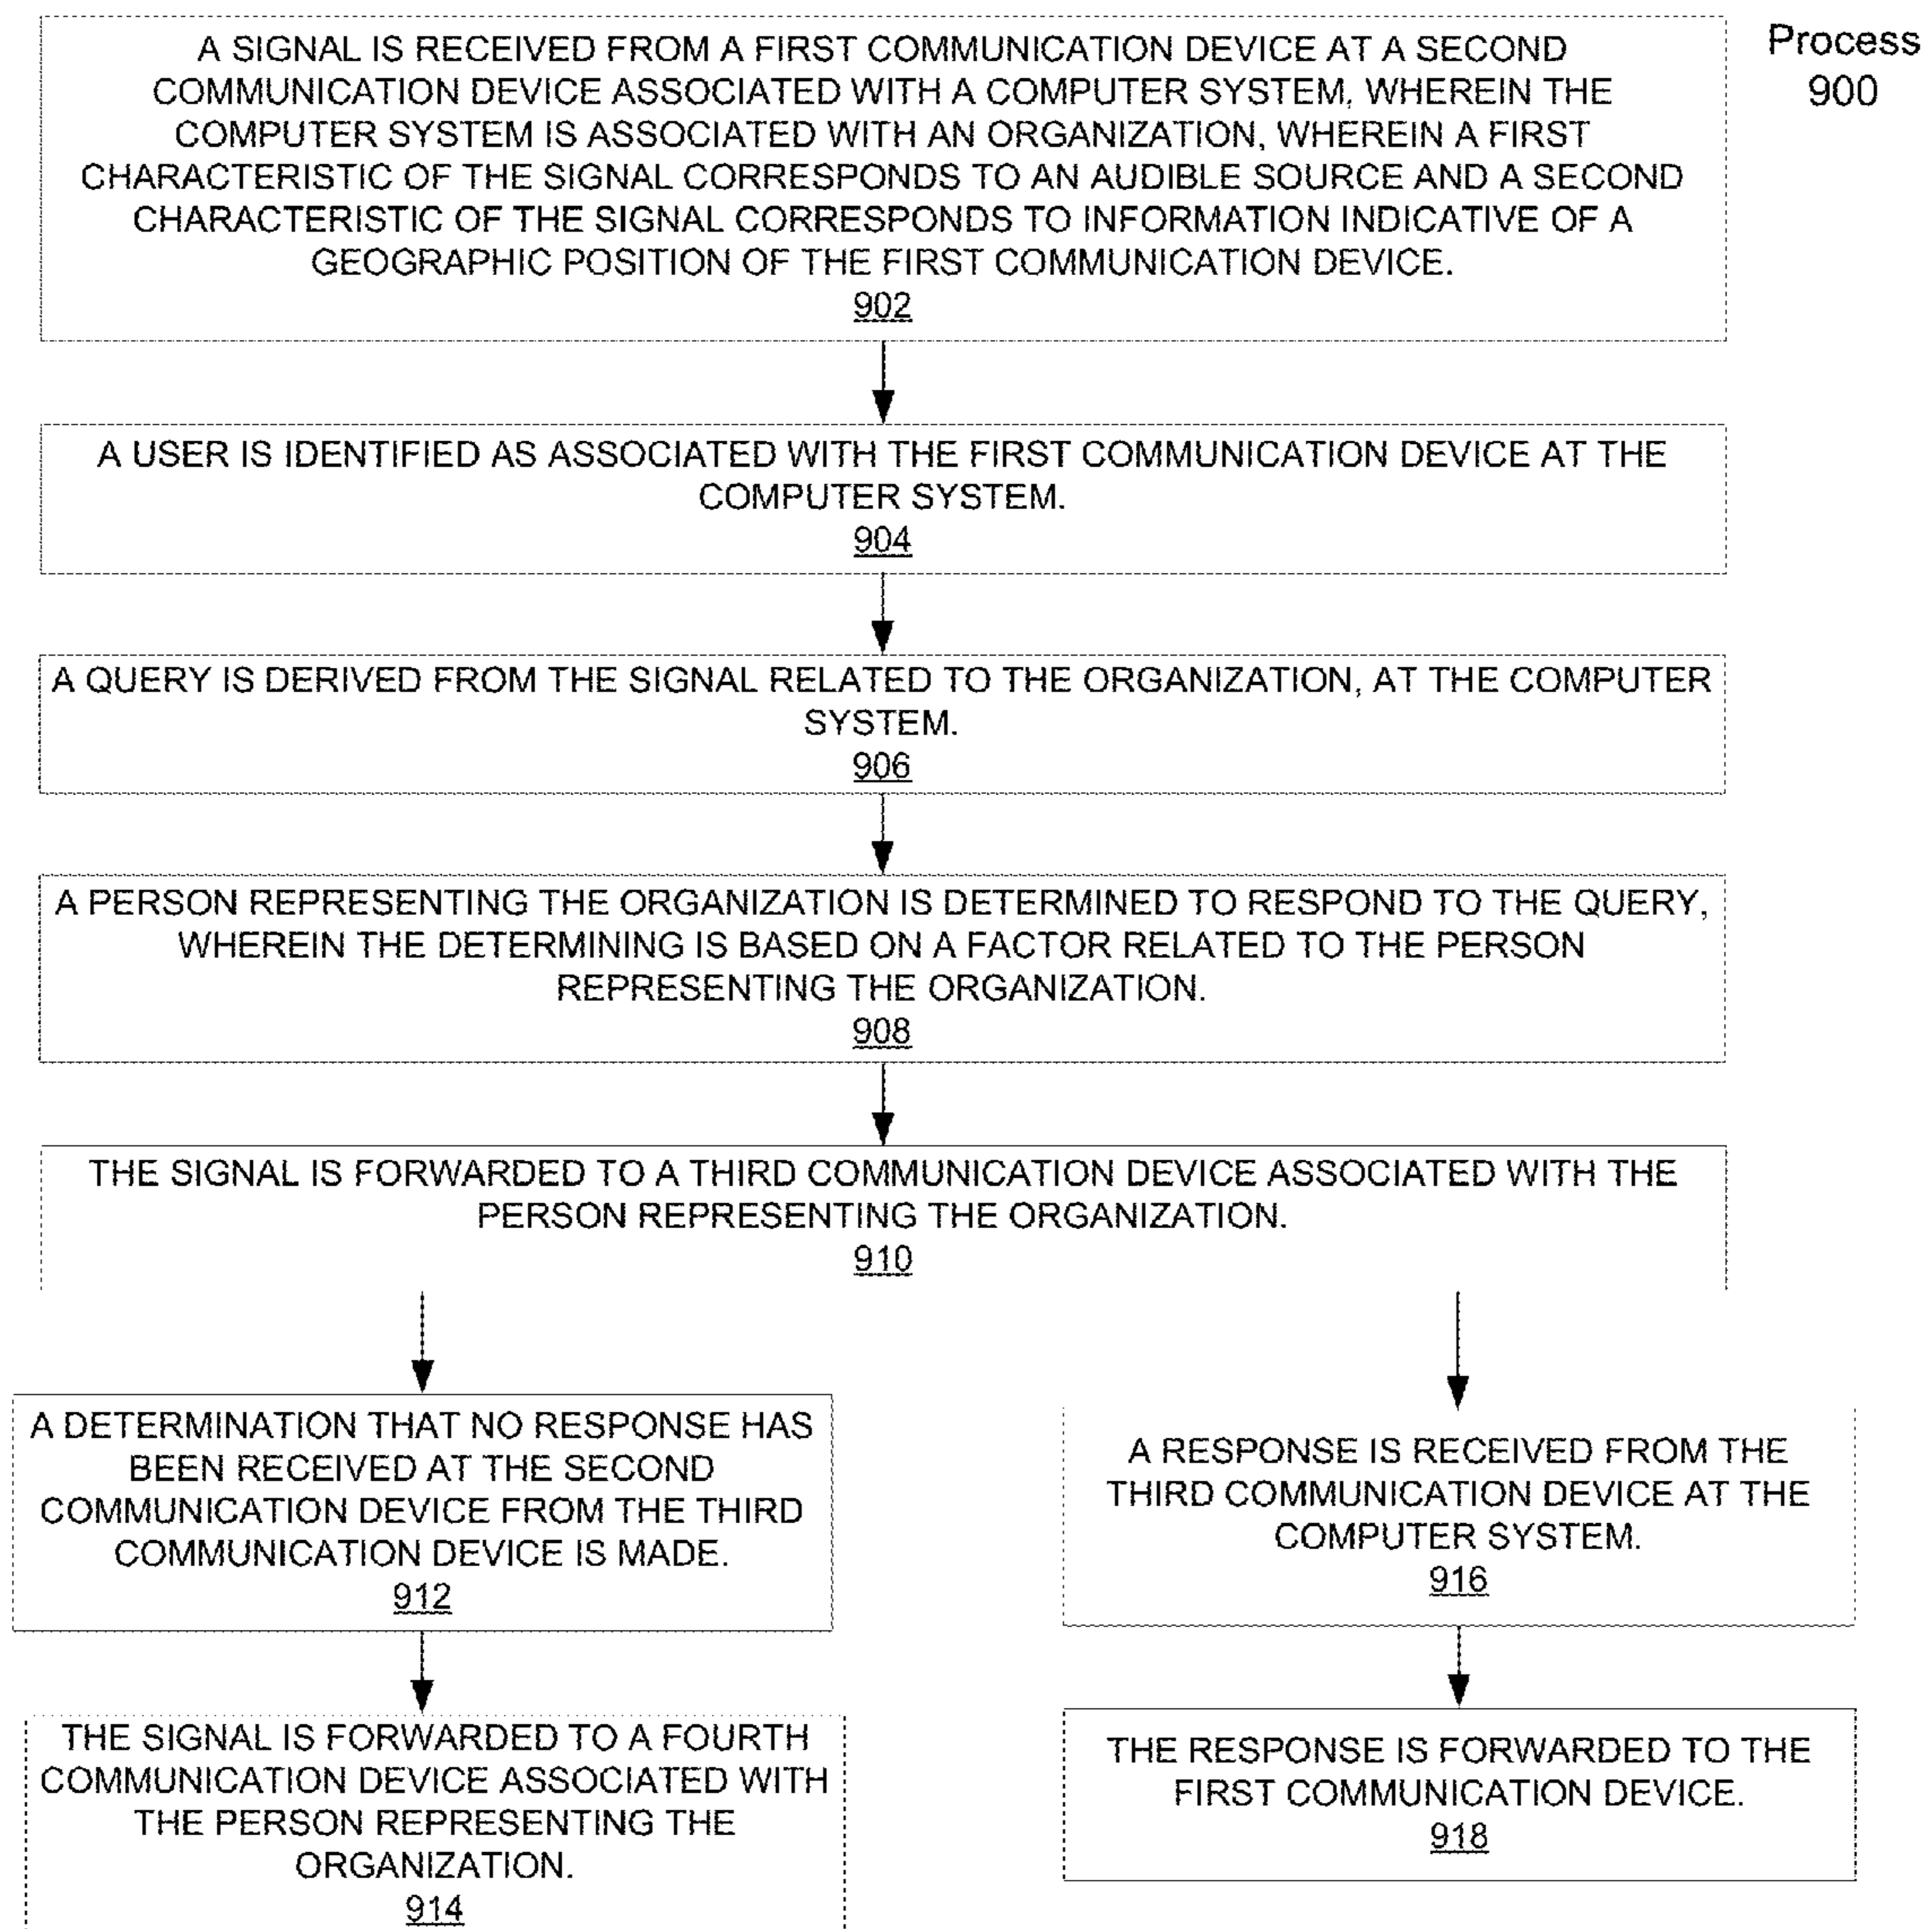 Process
900
A SIGNAL IS RECEIVED FROM A FIRST COMMUNICATION DEVICE AT A SECOND
COMMUNICATION DEVICE ASSOCIATED WITH A COMPUTER SYSTEM, WHEREIN THE
COMPUTER SYSTEM IS ASSOCIATED WITH AN ORGANIZATION, WHEREIN A FIRST
CHARACTERISTIC OF THE SIGNAL CORRESPONDS TO AN AUDIBLE SOURCE AND A SECOND
CHARACTERISTIC OF THE SIGNAL CORRESPONDS TO INFORMATION INDICATIVE OF A
GEOGRAPHIC POSITION OF THE FIRST COMMUNICATION DEVICE.
902
A USER IS IDENTIFIED AS ASSOCIATED WITH THE FIRST COMMUNICATION DEVICE AT THE
COMPUTER SYSTEM.
904
A QUERY IS DERIVED FROM THE SIGNAL RELATED TO THE ORGANIZATION, AT THE COMPUTER
SYSTEM.
906
A PERSON REPRESENTING THE ORGANIZATION IS DETERMINED TO RESPOND TO THE QUERY,
WHEREIN THE DETERMINING IS BASED ON A FACTOR RELATED TO THE PERSON
REPRESENTING THE ORGANIZATION.
908
THE SIGNAL IS FORWARDED TO A THIRD COMMUNICATION DEVICE ASSOCIATED WITH THE
PERSON REPRESENTING THE ORGANIZATION.
910
A DETERMINATION THAT NO RESPONSE HAS
BEEN RECEIVED AT THE SECOND
COMMUNICATION DEVICE FROM THE THIRD
COMMUNICATION DEVICE IS MADE.
912
THE SIGNAL IS FORWARDED TO A FOURTH
COMMUNICATION DEVICE ASSOCIATED WITH
THE PERSON REPRESENTING THE
ORGANIZATION.
914
A RESPONSE IS RECEIVED FROM THE
THIRD COMMUNICATION DEVICE AT THE
COMPUTER SYSTEM.
916
THE RESPONSE IS FORWARDED TO THE
FIRST COMMUNICATION DEVICE.
918